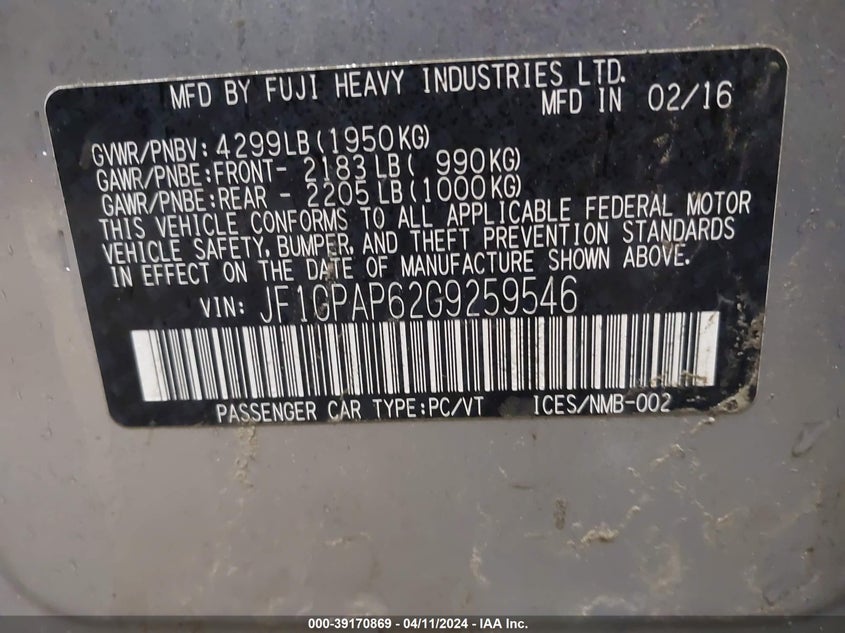 MFD BY FUJI HEAVY INDUSTRIES LTD.
MFD IN 02/16
GVWR/PNBV: 4299LB (1950KG)
GAWR/PNBE: FRONT- 2183 LB ( 990KG)
GAWR/PNBE: REAR - 2205 LB (1000KG)
THIS VEHICLE CONFORMS TO ALL APPLICABLE FEDERAL MOTOR
VEHICLE SAFETY, BUMPER, AND THEFT PREVENTION STANDARDS
IN EFFECT ON THE DATE OF MANUFACTURE SHOWN ABOVE.
VIN: JF1GPAP62G9259546
PASSENGER CAR TYPE:PC/VT ICES/NMB-002
000-39170869 - 04/11/2024 - IAA Inc.